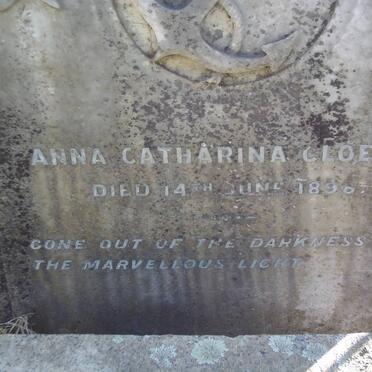 ANNA CATHARINA CLOE
DIED 14TH JUNE 1896
GONE OUT OF THE DARKNESS
THE MARVELLOUS LIGHT